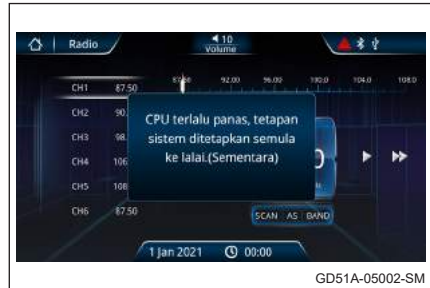 Radio
10
Volume
87.50 92.00 96.00 100.0 104.0 108.0
CH1 87.50
CH2 90.
CH3 98.
CH4 106
CH5 108
CH6 87.50
CPU terlalu panas, tetapan
sistem ditetapkan semula
ke lalai.(Sementara)
SCAN AS BAND
1 Jan 2021 00:00
GD51A-05002-SM